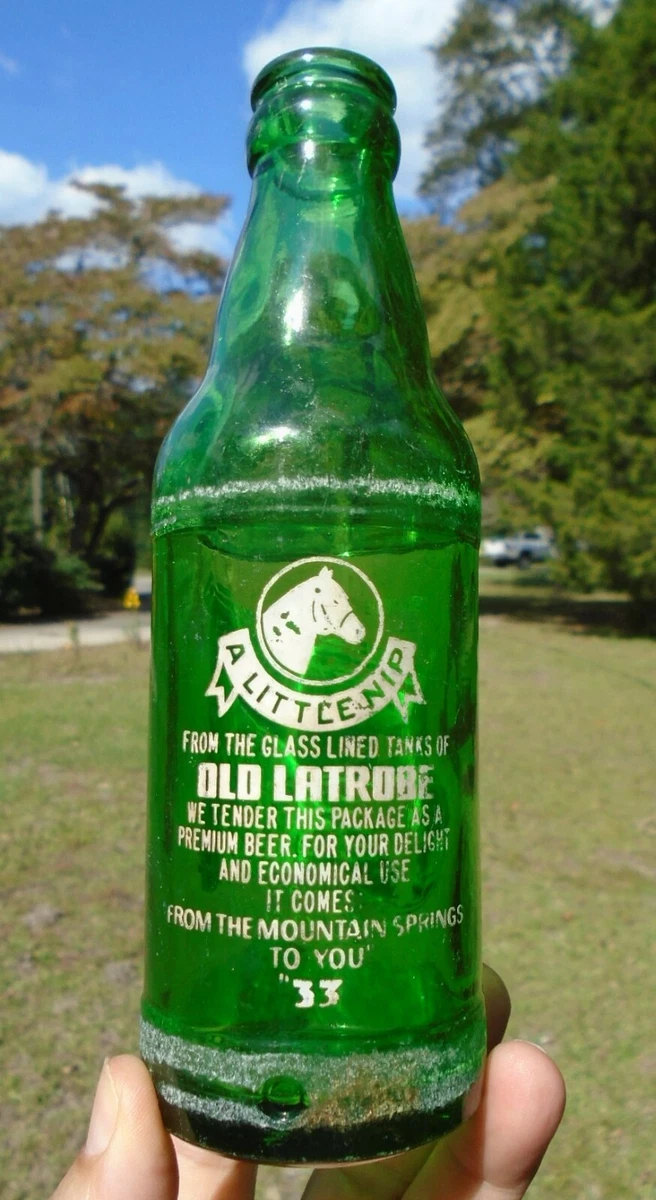 A LITTLE NIP
FROM THE GLASS LINED TANKS OF
OLD LATROBE
WE TENDER THIS PACKAGE AS A
PREMIUM BEER. FOR YOUR DELIGHT
AND ECONOMICAL USE
IT COMES
FROM THE MOUNTAIN SPRINGS
TO YOU"
"33